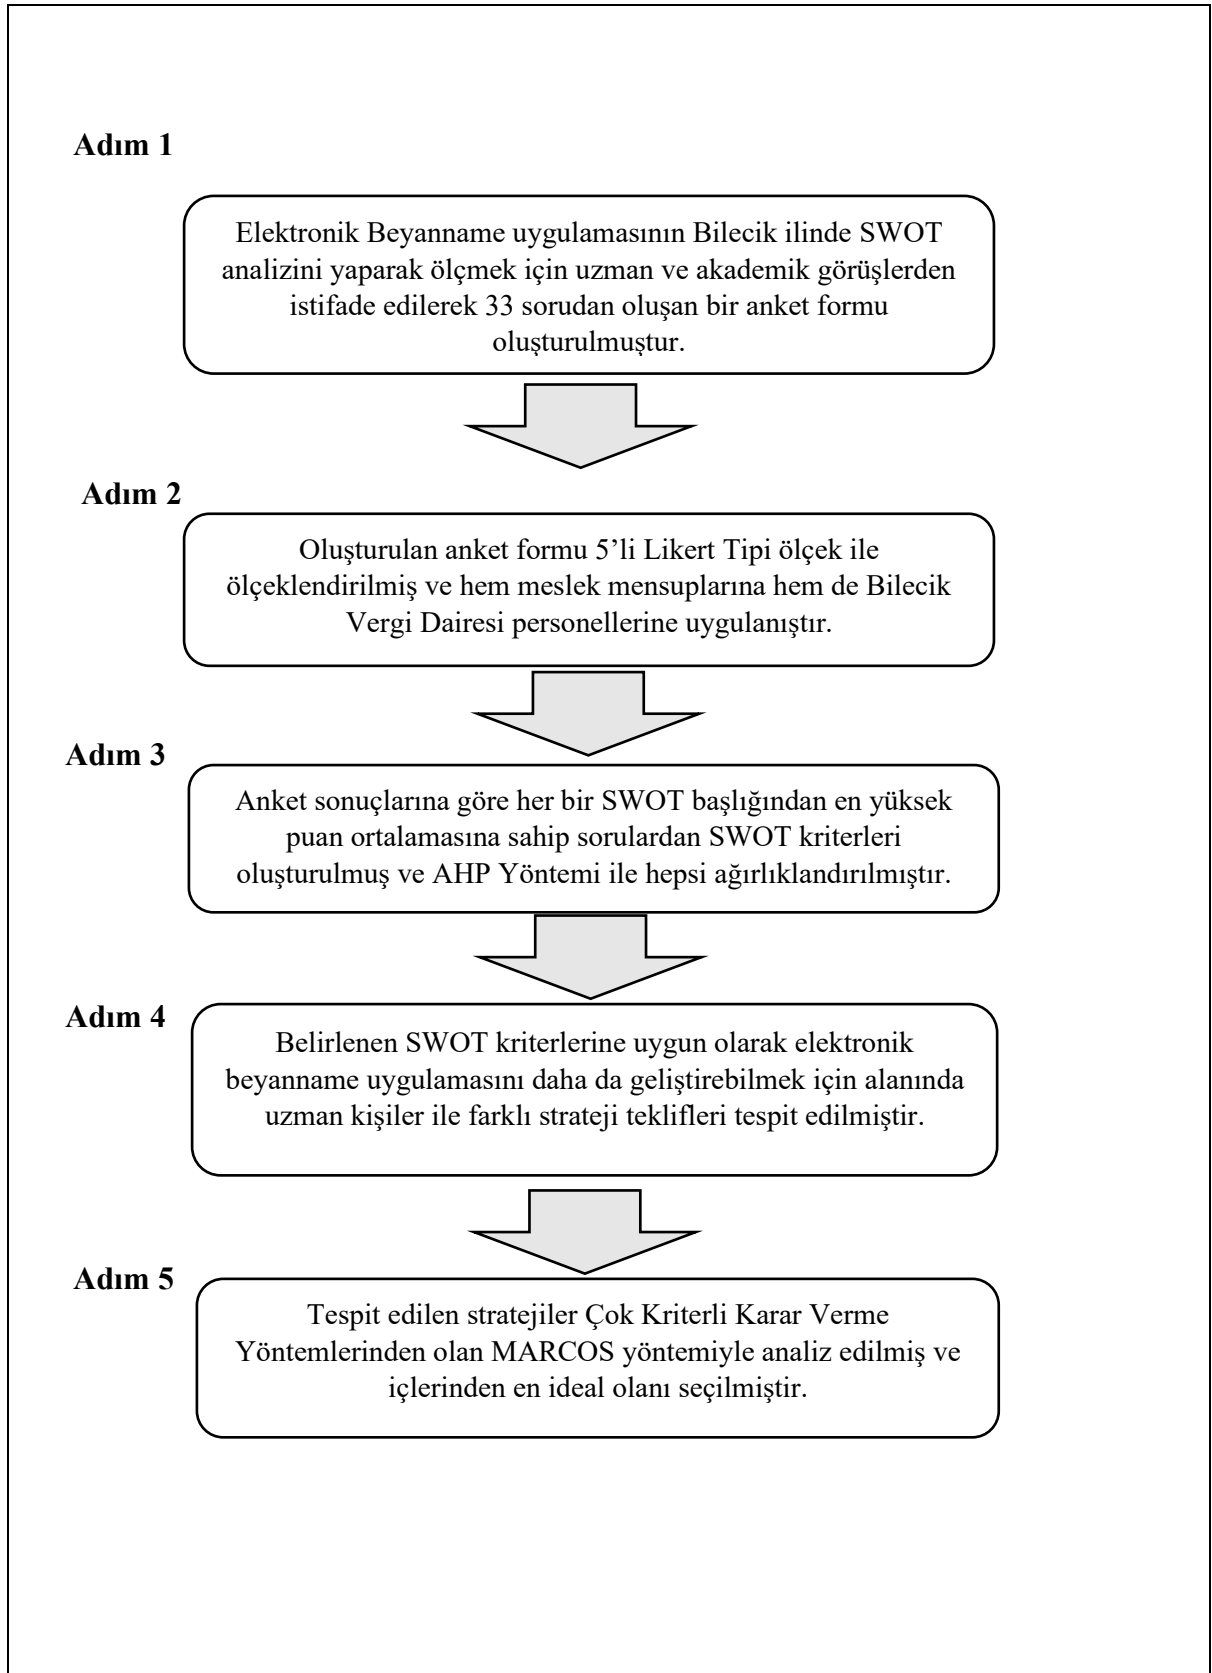 Adım 1
Elektronik Beyanname uygulamasının Bilecik ilinde SWOT
analizini yaparak ölçmek için uzman ve akademik görüşlerden
istifade edilerek 33 sorudan oluşan bir anket formu
oluşturulmuştur.
Adım 2
Oluşturulan anket formu 5’li Likert Tipi ölçek ile
ölçeklendirilmiş ve hem meslek mensuplarına hem de Bilecik
Vergi Dairesi personellerine uygulanıştır.
Adım 3
Anket sonuçlarına göre her bir SWOT başlığından en yüksek
puan ortalamasına sahip sorulardan SWOT kriterleri
oluşturulmuş ve AHP Yöntemi ile hepsi ağırlıklandırılmıştır.
Adım 4
Belirlenen SWOT kriterlerine uygun olarak elektronik
beyanname uygulamasını daha da geliştirebilmek için alanında
uzman kişiler ile farklı strateji teklifleri tespit edilmiştir.
Adım 5
Tespit edilen stratejiler Çok Kriterli Karar Verme
Yöntemlerinden olan MARCOS yöntemiyle analiz edilmiş ve
içlerinden en ideal olanı seçilmiştir.